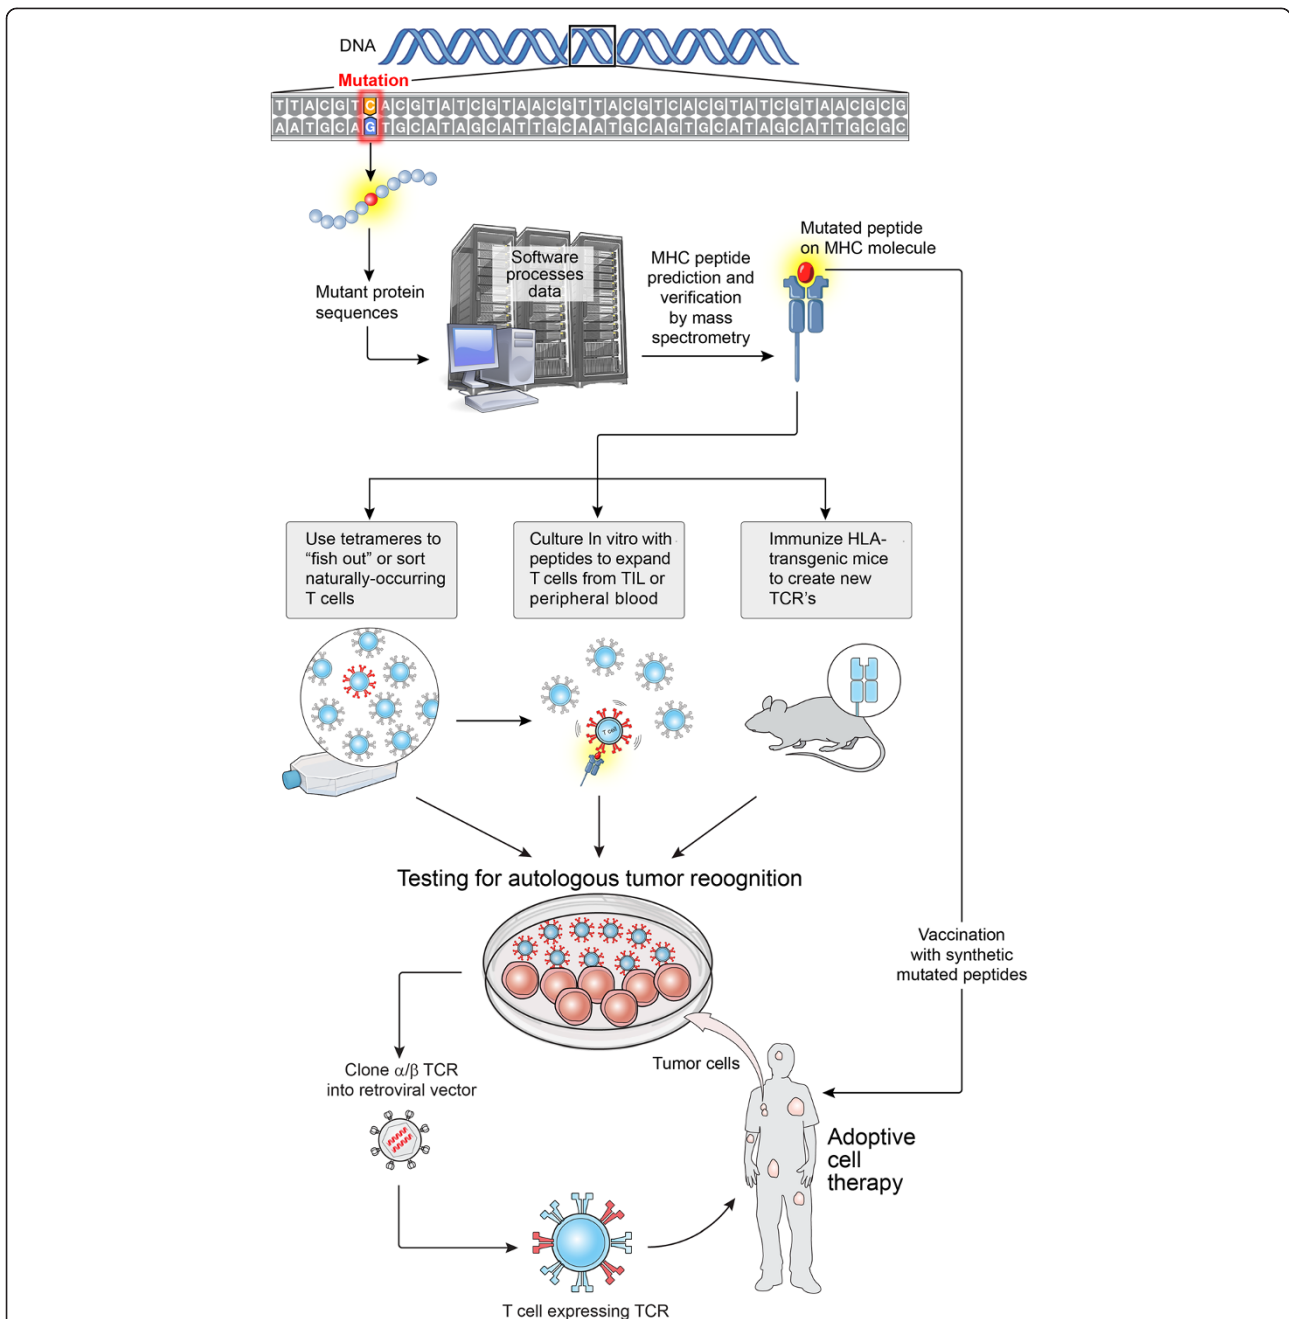 DNA
Mutation
TTACGTCACGTATCGTAACGTTACGTCACGTATCGTAACGCG
AATGCAGTGCATAGCATTGCAATGCAGTGCATAGCATTGCGC
Software
processes
data
MHC peptide
prediction and
verification
by mass
spectrometry
Mutated peptide
on MHC molecule
Mutant protein
sequences
Use tetrameres to
“fish out” or sort
naturally-occurring
T cells
Culture In vitro with
peptides to expand
T cells from TIL or
peripheral blood
Immunize HLA-
transgenic mice
to create new
TCR’s
T cell
Testing for autologous tumor reoognition
Vaccination
with synthetic
mutated peptides
Tumor cells
Clone α/β TCR
into retroviral vector
Adoptive
cell
therapy
T cell expressing TCR